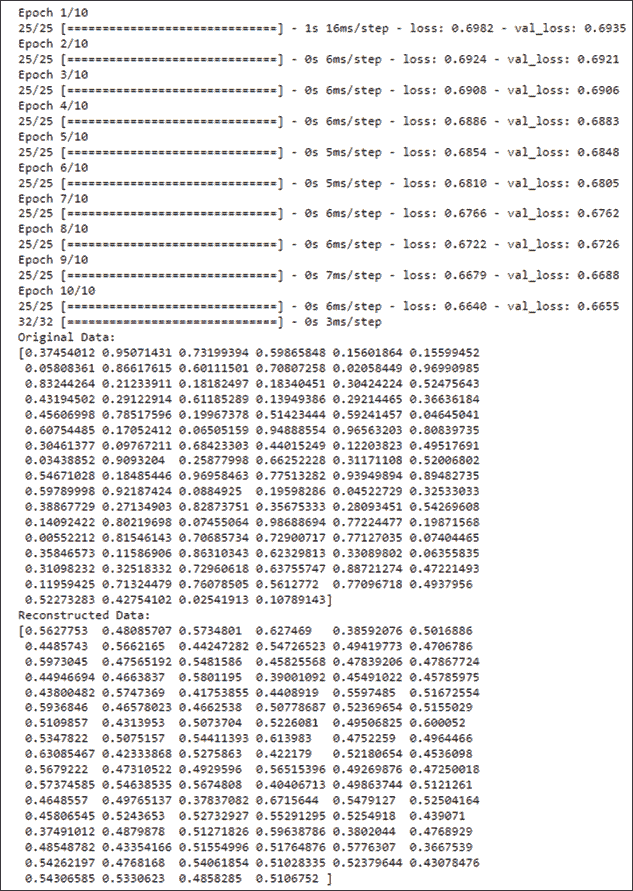 Epoch 1/10
25/25 [==============================] - 1s 16ms/step - loss: 0.6982 - val_loss: 0.6935
Epoch 2/10
25/25 [==============================] - 0s 6ms/step - loss: 0.6924 - val_loss: 0.6921
Epoch 3/10
25/25 [==============================] - 0s 6ms/step - loss: 0.6908 - val_loss: 0.6906
Epoch 4/10
25/25 [==============================] - 0s 6ms/step - loss: 0.6886 - val_loss: 0.6883
Epoch 5/10
25/25 [==============================] - 0s 5ms/step - loss: 0.6854 - val_loss: 0.6848
Epoch 6/10
25/25 [==============================] - 0s 5ms/step - loss: 0.6810 - val_loss: 0.6805
Epoch 7/10
25/25 [==============================] - 0s 6ms/step - loss: 0.6766 - val_loss: 0.6762
Epoch 8/10
25/25 [==============================] - 0s 6ms/step - loss: 0.6722 - val_loss: 0.6726
Epoch 9/10
25/25 [==============================] - 0s 7ms/step - loss: 0.6679 - val_loss: 0.6688
Epoch 10/10
25/25 [==============================] - 0s 6ms/step - loss: 0.6640 - val_loss: 0.6655
32/32 [==============================] - 0s 3ms/step
Original Data:
[0.37454012 0.95071431 0.73199394 0.59865848 0.15601864 0.15599452
0.05808361 0.86617615 0.60111501 0.70807258 0.02058449 0.96990985
0.83244264 0.21233911 0.18182497 0.18340451 0.30424224 0.52475643
0.43194502 0.29122914 0.61185289 0.13949386 0.29214465 0.36636184
0.45606998 0.78517596 0.19967378 0.51423444 0.59241457 0.04645041
0.60754485 0.17052412 0.06505159 0.94888554 0.96563203 0.80839735
0.30461377 0.09767211 0.68423303 0.44015249 0.12203823 0.49517691
0.03438852 0.9093204 0.25877998 0.66252228 0.31171108 0.52006802
0.54671028 0.18485446 0.96958463 0.77513282 0.93949894 0.89482735
0.59789998 0.92187424 0.0884925 0.19598286 0.04522729 0.32533033
0.38867729 0.27134903 0.82873751 0.35675333 0.28093451 0.54269608
0.14092422 0.80219698 0.07455064 0.98688694 0.77224477 0.19871568
0.00552212 0.81546143 0.70685734 0.72900717 0.77127035 0.07404465
0.35846573 0.11586906 0.86310343 0.62329813 0.33089802 0.06355835
0.31098232 0.32518332 0.72960618 0.63755747 0.88721274 0.47221493
0.11959425 0.71324479 0.76078505 0.5612772 0.77096718 0.4937956
0.52273283 0.42754102 0.02541913 0.10789143]
Reconstructed Data:
[0.5627753 0.48085707 0.5734801 0.627469 0.38592076 0.5016886
0.4485743 0.5662165 0.44247282 0.54726523 0.49419773 0.4706786
0.5973045 0.47565192 0.5481586 0.45825568 0.47839206 0.47867724
0.44946694 0.4663837 0.5801195 0.39001092 0.45491022 0.45785975
0.43800482 0.5747369 0.41753855 0.4408919 0.5597485 0.51672554
0.5936846 0.46578023 0.4662538 0.50778687 0.52369654 0.5155029
0.5109857 0.4313953 0.5073704 0.5226081 0.49506825 0.600052
0.5347822 0.5075157 0.54411393 0.613983 0.4752259 0.4964466
0.63085467 0.42333868 0.5275863 0.422179 0.52180654 0.4536098
0.5679222 0.47310522 0.4929596 0.56515396 0.49269876 0.47250018
0.57374585 0.54638535 0.5674808 0.40406713 0.49863744 0.5121261
0.4648557 0.49765137 0.37837082 0.6715644 0.5479127 0.52504164
0.45806545 0.5243653 0.52732927 0.55291295 0.5254918 0.439071
0.37491012 0.4879878 0.51271826 0.59638786 0.3802044 0.4768929
0.48548782 0.43354166 0.51554996 0.51764876 0.5776307 0.3667539
0.54262197 0.4768168 0.54061854 0.51028335 0.52379644 0.43078476
0.54306585 0.5330623 0.4858285 0.5106752 ]